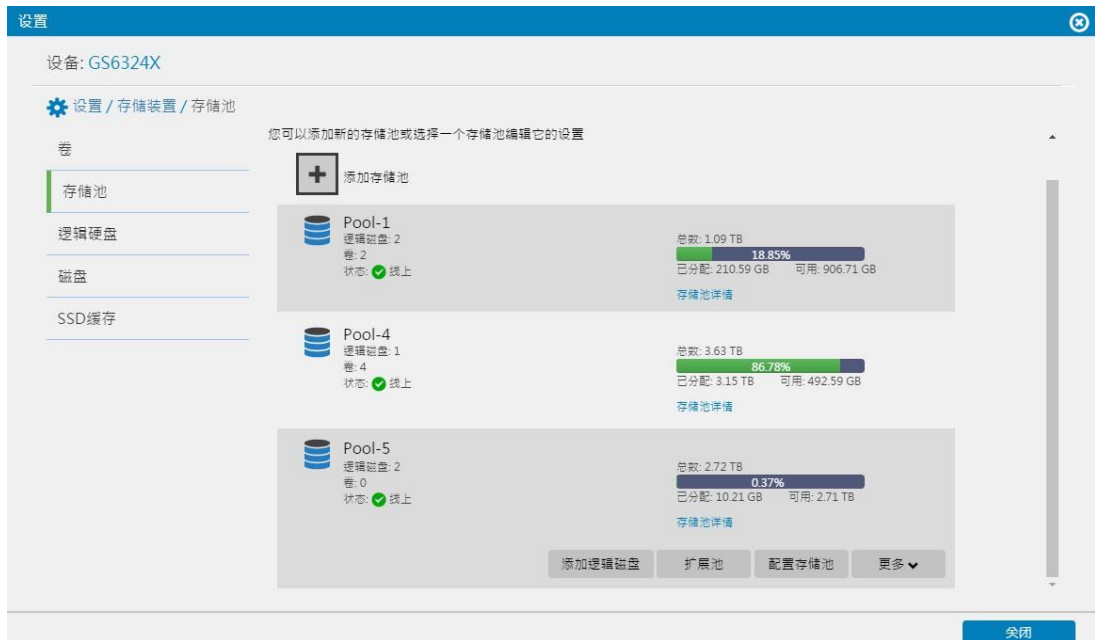 设置
设备: GS6324X
设置 / 存储装置 / 存储池
卷
存储池
逻辑硬盘
磁盘
SSD缓存
您可以添加新的存储池或选择一个存储池编辑它的设置
添加存储池
Pool-1
逻辑磁盘: 2
卷: 2
状态: 线上
总数: 1.09 TB
18.85%
已分配: 210.59 GB 可用: 906.71 GB
存储池详情
Pool-4
逻辑磁盘: 1
卷: 4
状态: 线上
总数: 3.63 TB
86.78%
已分配: 3.15 TB 可用: 492.59 GB
存储池详情
Pool-5
逻辑磁盘: 2
卷: 0
状态: 线上
总数: 2.72 TB
0.37%
已分配: 10.21 GB 可用: 2.71 TB
存储池详情
添加逻辑磁盘 扩展池 配置存储池 更多
关闭